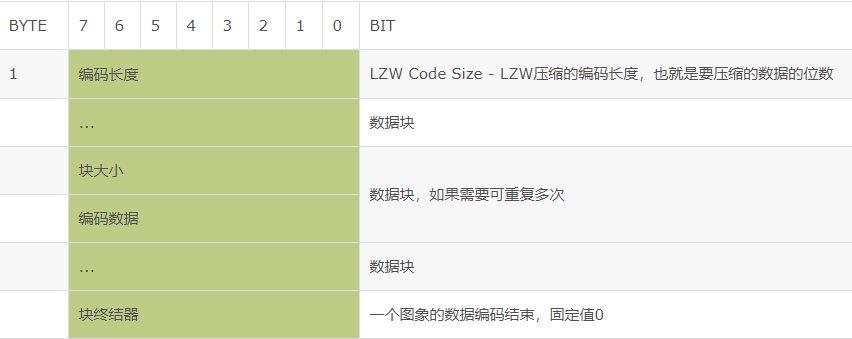 BYTE 7 6 5 4 3 2 1 0 BIT
1 编码长度 LZW Code Size - LZW压缩的编码长度，也就是要压缩的数据的位数
... 数据块
块大小
数据块，如果需要可重复多次
编码数据
... 数据块
块终结器 一个图象的数据编码结束，固定值0